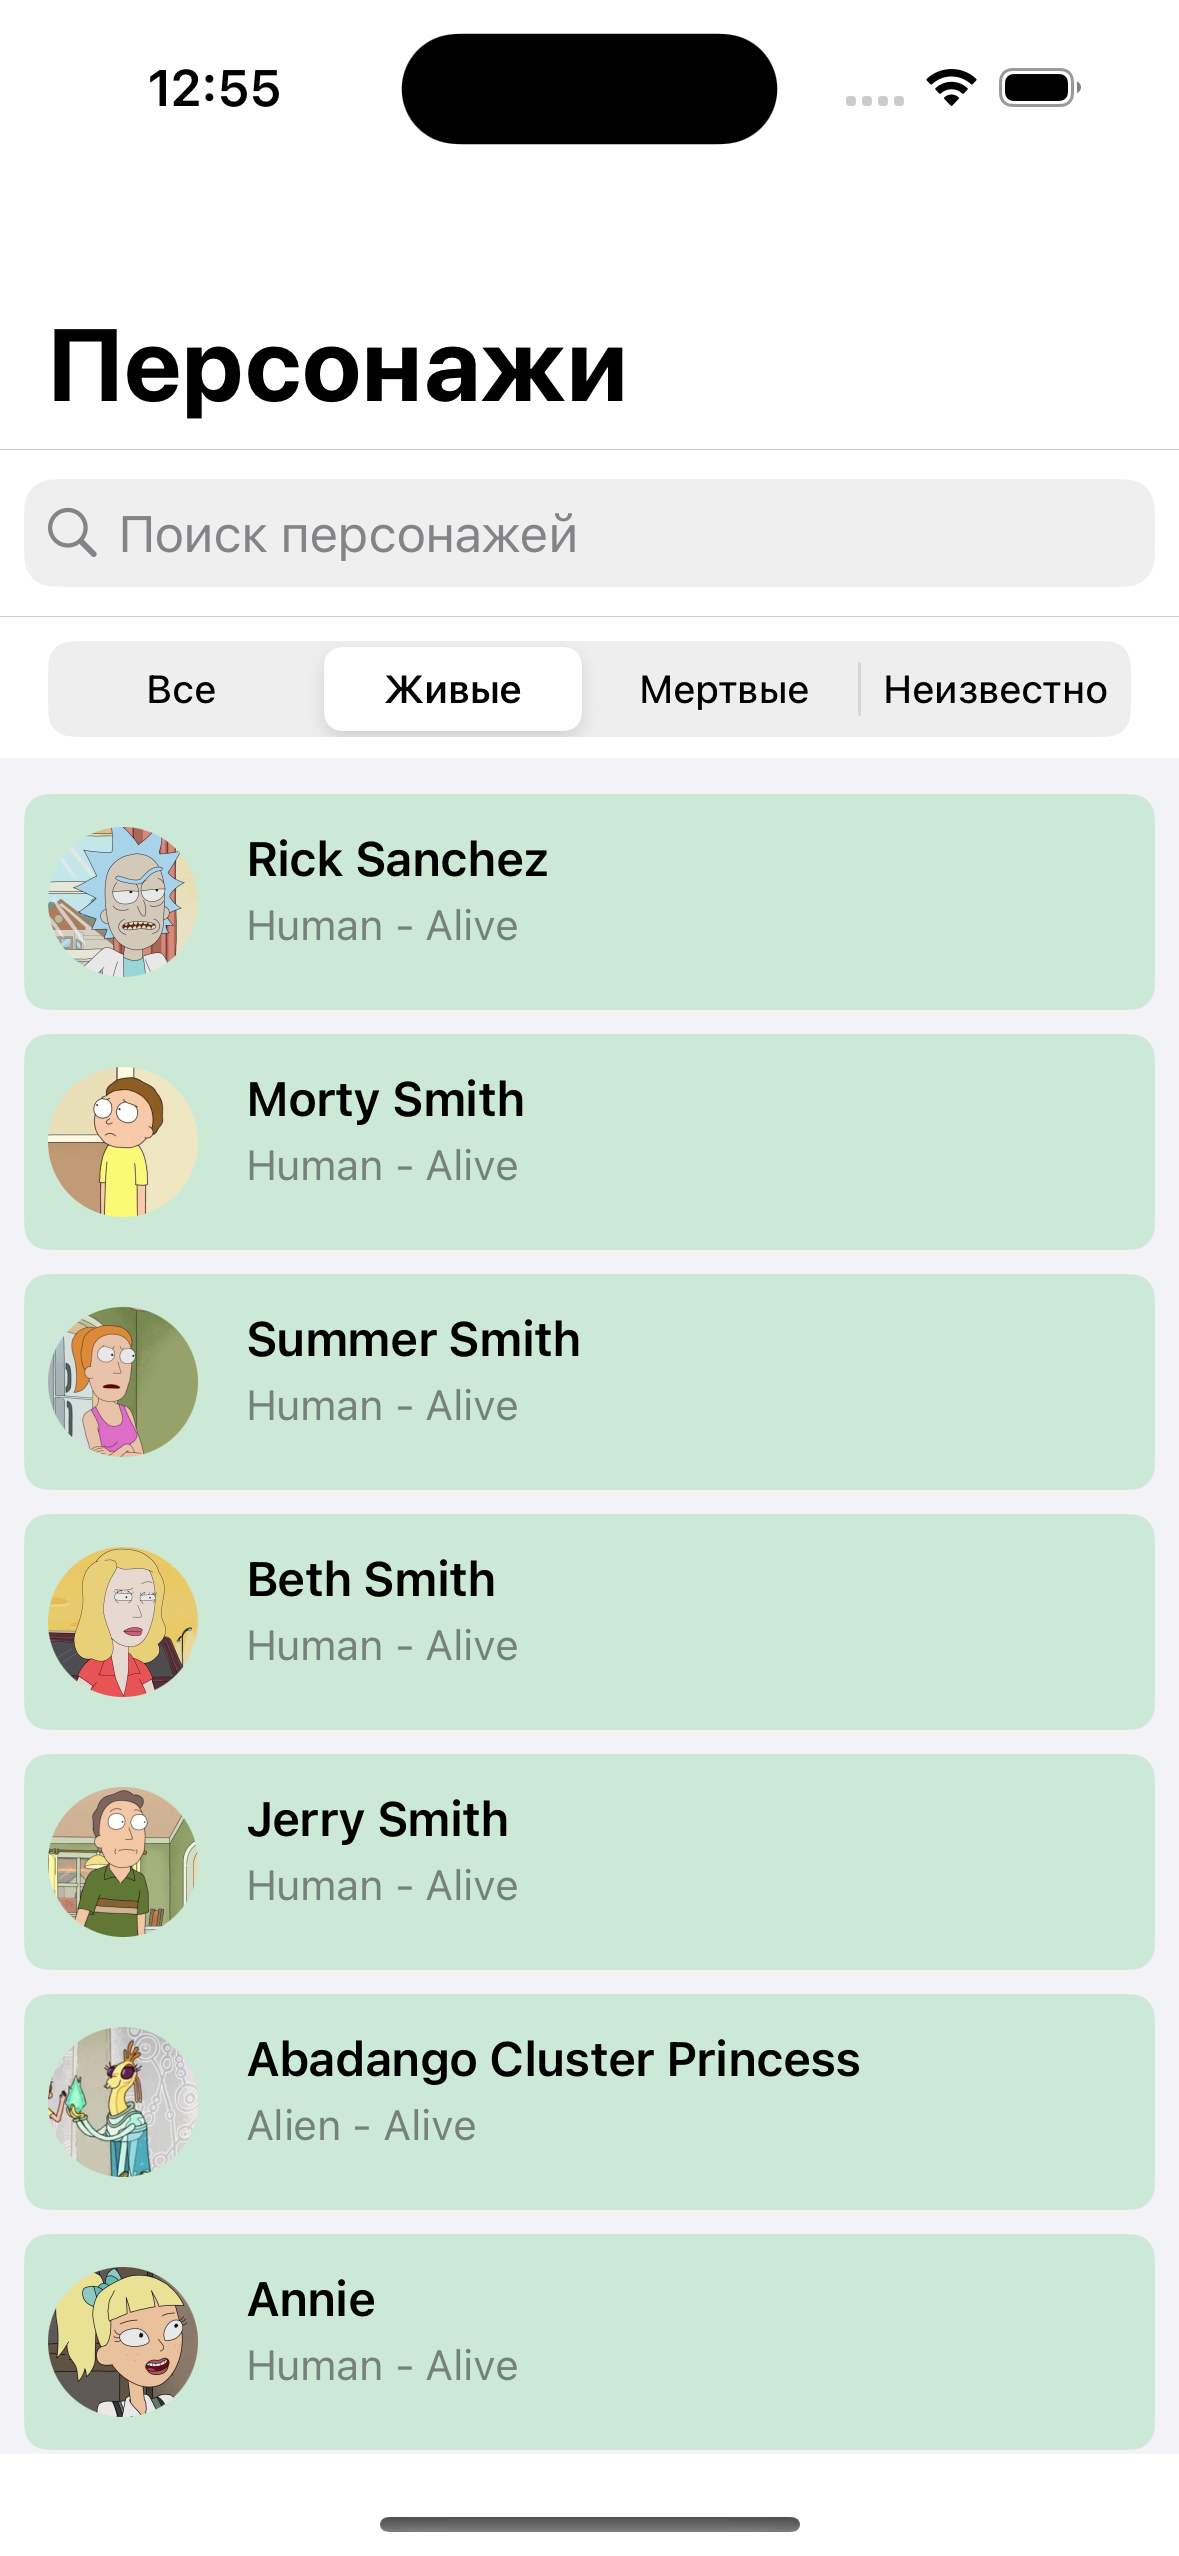 12:55
Персонажи
Поиск персонажей
Все Живые Мертвые Неизвестно
Rick Sanchez
Human - Alive
Morty Smith
Human - Alive
Summer Smith
Human - Alive
Beth Smith
Human - Alive
Jerry Smith
Human - Alive
Abadango Cluster Princess
Alien - Alive
Annie
Human - Alive